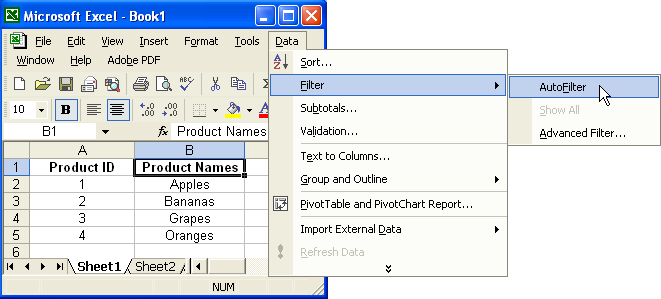 Microsoft Excel - Book1
File Edit View Insert Format Tools Data
Window Help Adobe PDF
10 B
B1 fx Product Names
A B
1 Product ID Product Names
2 1 Apples
3 2 Bananas
4 3 Grapes
5 4 Oranges
6
Sheet1 Sheet2
NUM
Sort...
Filter
Subtotals...
Validation...
Text to Columns...
Group and Outline
PivotTable and PivotChart Report...
Import External Data
Refresh Data
AutoFilter
Show All
Advanced Filter...